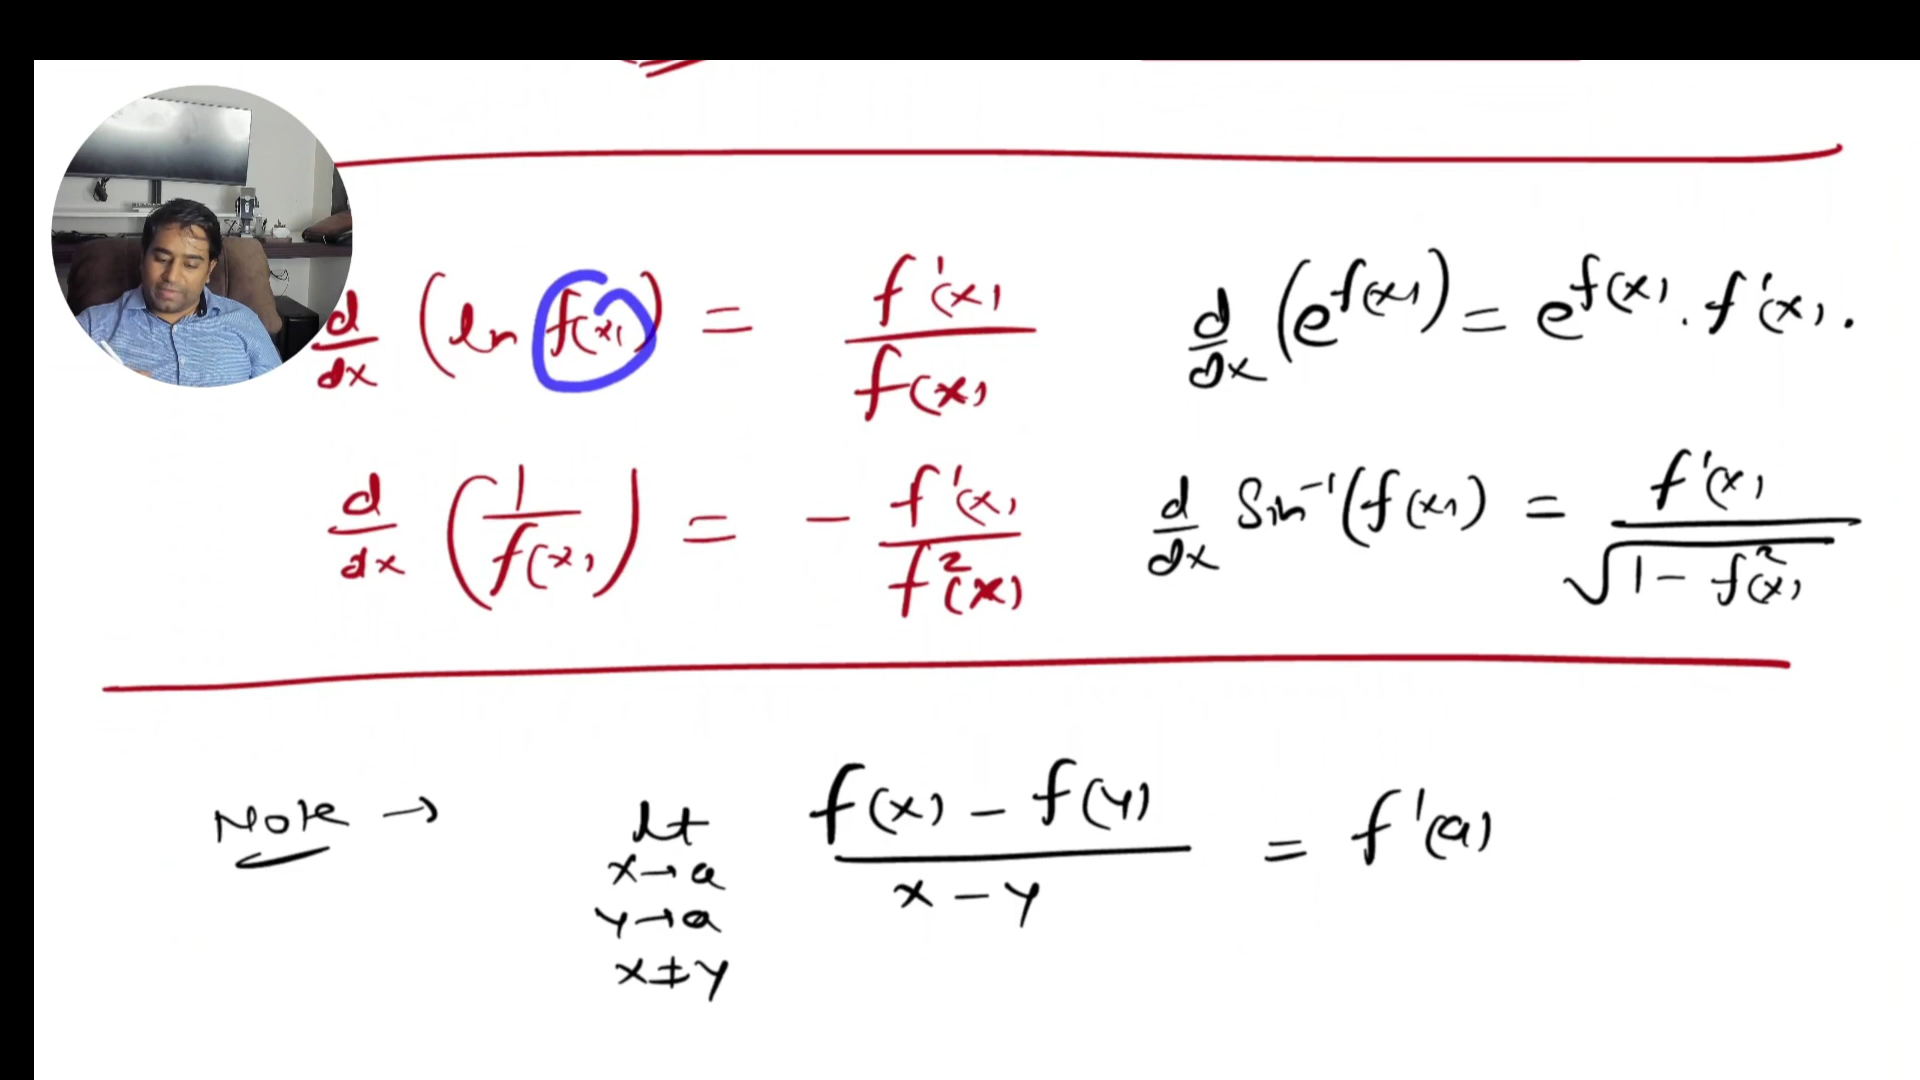 d/dx (ln f(x)) = f'(x) / f(x)
d/dx (e^f(x)) = e^f(x) . f'(x) .
d/dx (1/f(x)) = - f'(x) / f²(x)
d/dx Sin⁻¹(f(x)) = f'(x) / √(1 - f²(x))
Note → lt x→a y→a x≠y (f(x) - f(y)) / (x - y) = f'(a)